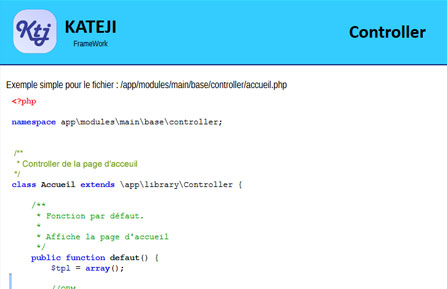 Ktj
KATEJI
FrameWork
Controller
Exemple simple pour le fichier : /app/modules/main/base/controller/accueil.php
<?php
namespace app\modules\main\base\controller;
/**
* Controller de la page d'acceuil
*/
class Accueil extends \app\library\Controller {
/**
* Fonction par défaut.
*
* Affiche la page d'accueil
*/
public function defaut() {
$tpl = array();